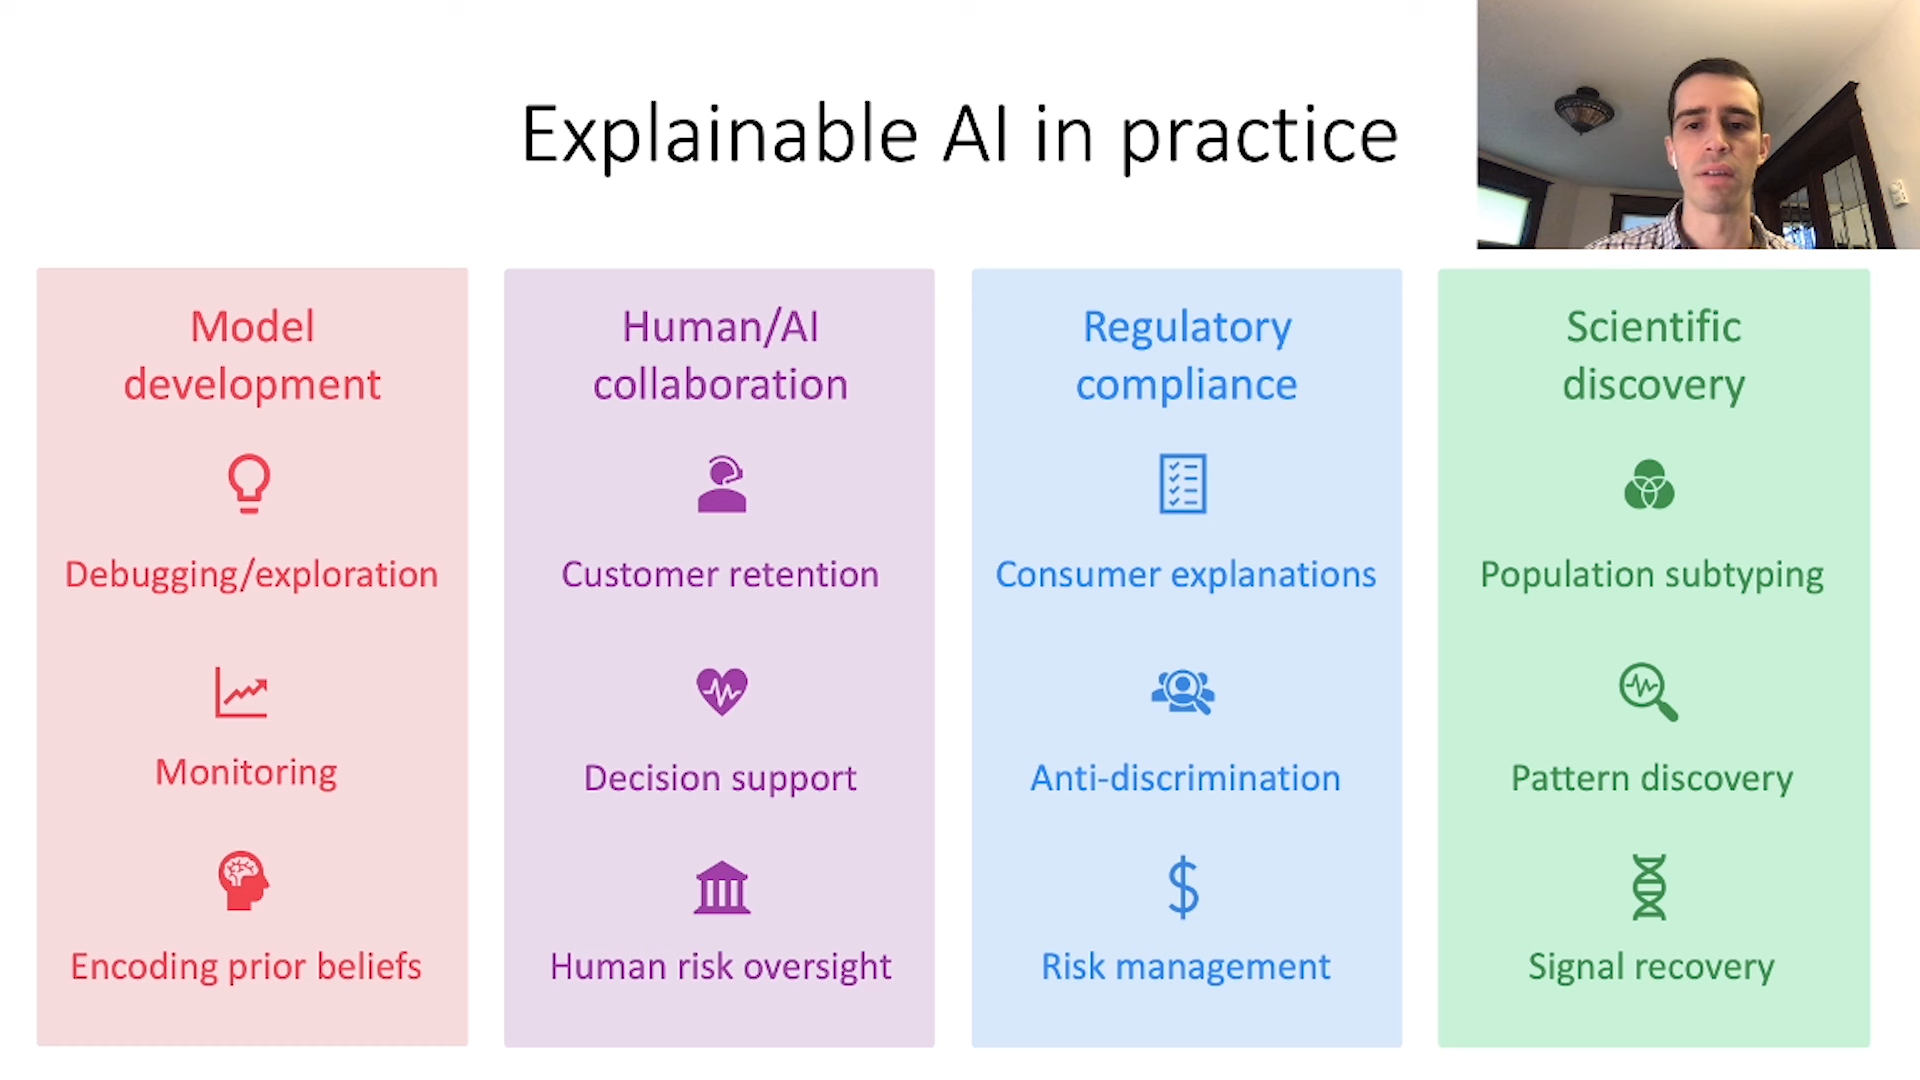 Explainable AI in practice
Model
development
Debugging/exploration
Monitoring
Encoding prior beliefs
Human/AI
collaboration
Customer retention
Decision support
Human risk oversight
Regulatory
compliance
Consumer explanations
Anti-discrimination
$
Risk management
Scientific
discovery
Population subtyping
Pattern discovery
Signal recovery